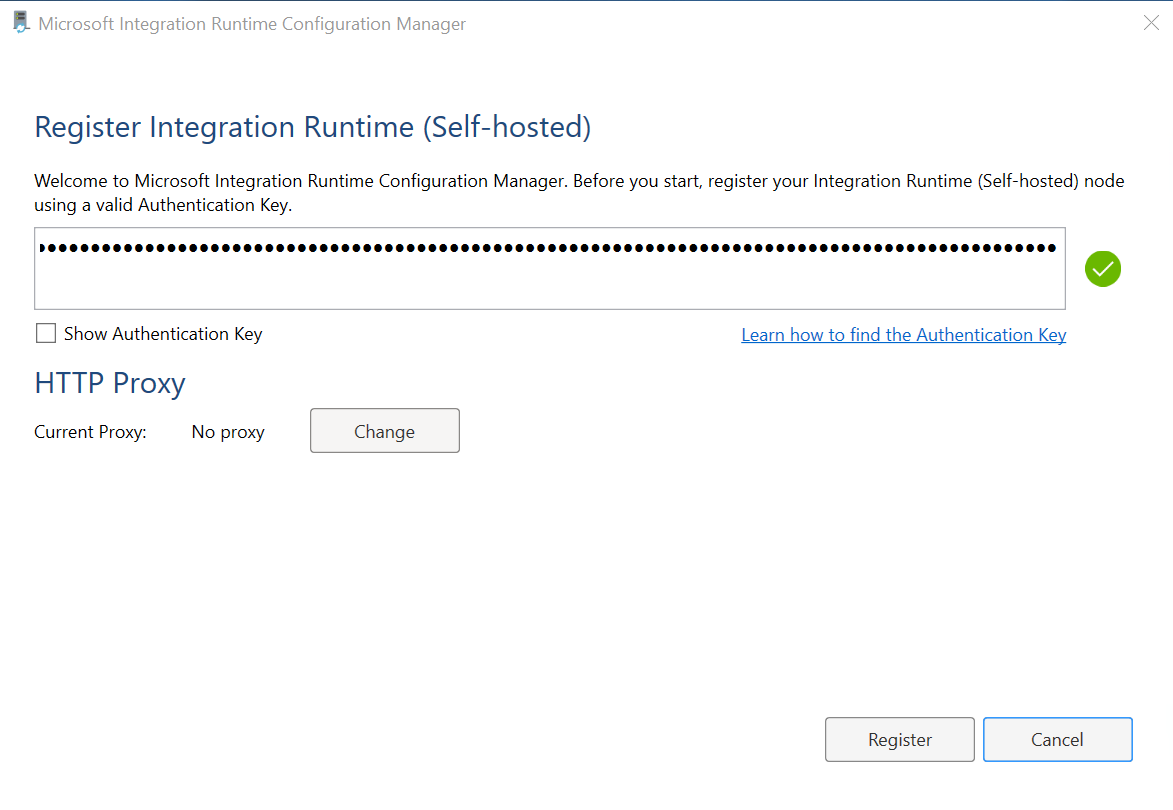 Microsoft Integration Runtime Configuration Manager
Register Integration Runtime (Self-hosted)
Welcome to Microsoft Integration Runtime Configuration Manager. Before you start, register your Integration Runtime (Self-hosted) node
using a valid Authentication Key.
Show Authentication Key
Learn how to find the Authentication Key
HTTP Proxy
Current Proxy: No proxy Change
Register Cancel